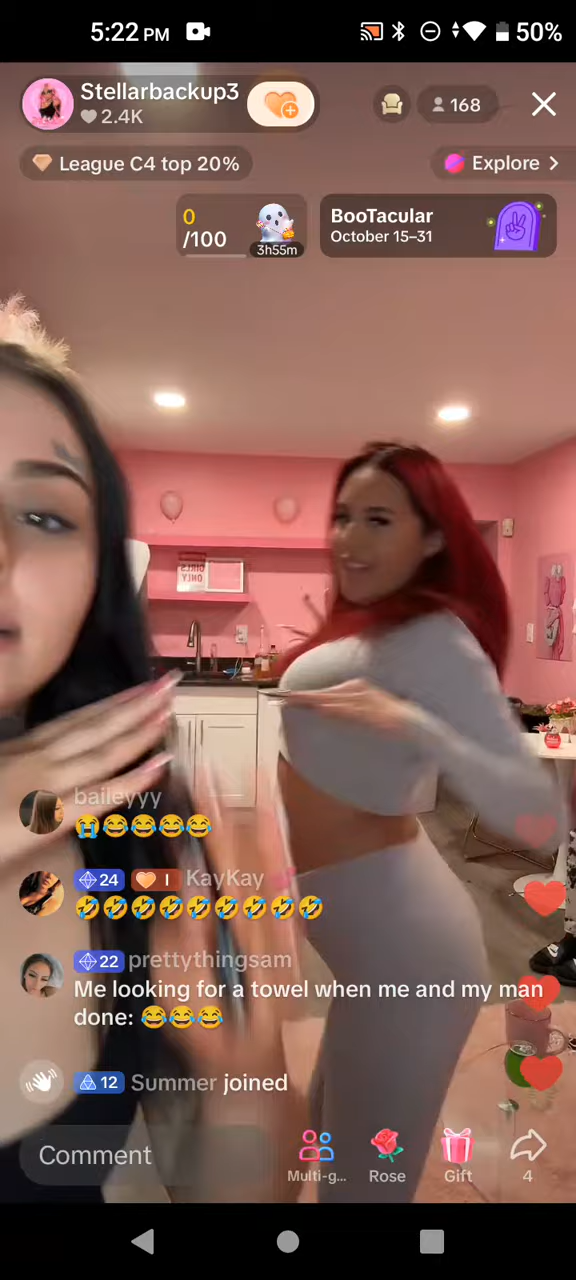 5:22 PM
50%
Stellarbackup3
2.4K
168
League C4 top 20%
Explore >
0
/100
3h55m
BooTacular
October 15–31
GIRLS
ONLY
baileyyy
😭😂😂😂😂
24 I KayKay 💕
🤣🤣🤣🤣🤣🤣🤣🤣🤣
22 prettythingsam
Me looking for a towel when me and my man
done: 😂😂😂
12 Summer joined
Comment
Multi-g...
Rose
Gift
4